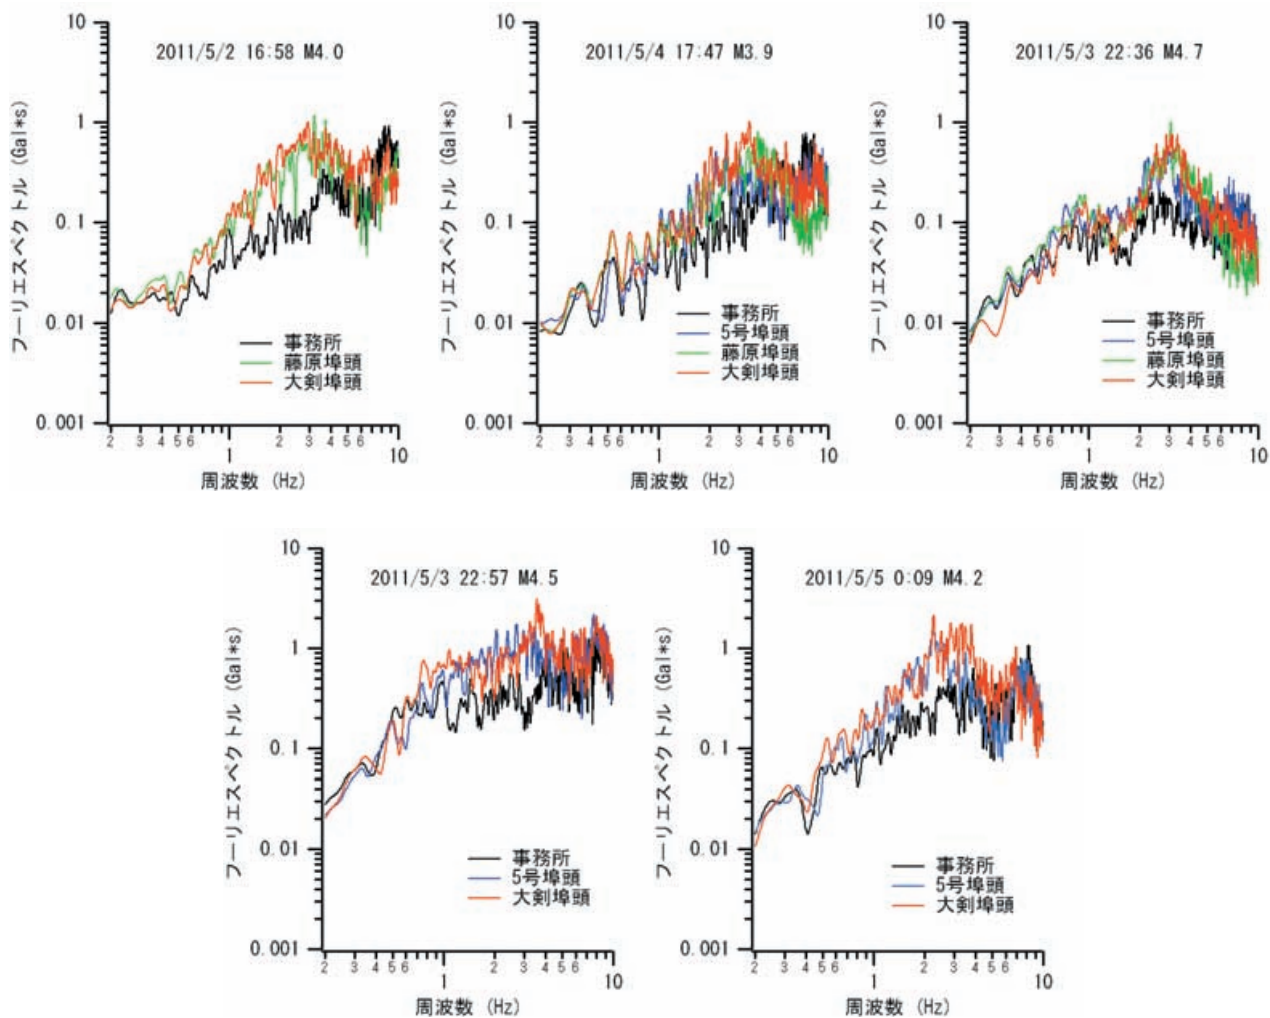 2011/5/2 16:58 M4.0
フーリエスペクトル (Gal*s)
10
1
0.1
0.01
0.001
事務所
藤原埠頭
大剣埠頭
2 3 4 5 6 2 3 4 5 6
1 10
周波数 (Hz)
2011/5/4 17:47 M3.9
フーリエスペクトル (Gal*s)
10
1
0.1
0.01
0.001
事務所
5号埠頭
藤原埠頭
大剣埠頭
2 3 4 5 6 2 3 4 5 6
1 10
周波数 (Hz)
2011/5/3 22:36 M4.7
フーリエスペクトル (Gal*s)
10
1
0.1
0.01
0.001
事務所
5号埠頭
藤原埠頭
大剣埠頭
2 3 4 5 6 2 3 4 5 6
1 10
周波数 (Hz)
2011/5/3 22:57 M4.5
フーリエスペクトル (Gal*s)
10
1
0.1
0.01
0.001
事務所
5号埠頭
大剣埠頭
2 3 4 5 6 2 3 4 5 6
1 10
周波数 (Hz)
2011/5/5 0:09 M4.2
フーリエスペクトル (Gal*s)
10
1
0.1
0.01
0.001
事務所
5号埠頭
大剣埠頭
2 3 4 5 6 2 3 4 5 6
1 10
周波数 (Hz)